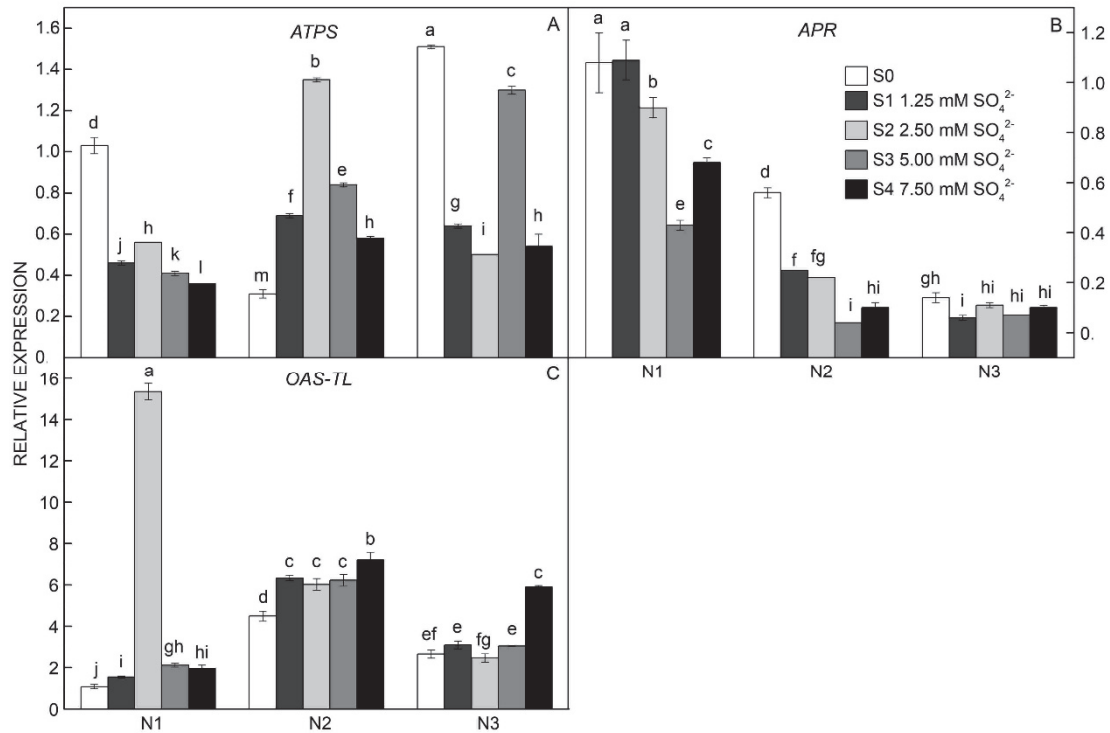 RELATIVE EXPRESSION
A
ATPS
1.6
1.4
1.2
1.0
0.8
0.6
0.4
0.2
0.
d
j
h
k
l
m
f
b
e
h
a
g
i
c
h
B
APR
1.2
1.0
0.8
0.6
0.4
0.2
0.
S0
S1 1.25 mM SO₄²⁻
S2 2.50 mM SO₄²⁻
S3 5.00 mM SO₄²⁻
S4 7.50 mM SO₄²⁻
a
a
b
e
c
d
f
fg
i
hi
gh
i
hi
hi
hi
N1
N2
N3
C
OAS-TL
16
14
12
10
8
6
4
2
0
j
i
a
gh
hi
d
c
c
c
b
ef
e
fg
e
c
N1
N2
N3